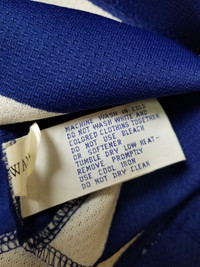 MACHINE WASH IN COLD
DO NOT WASH WHITE AND
COLORED CLOTHING TOGETHER
DO NOT USE BLEACH
OR SOFTENER
TUMBLE DRY LOW HEAT—
REMOVE PROMPTLY
USE COOL IRON
DO NOT DRY CLEAN